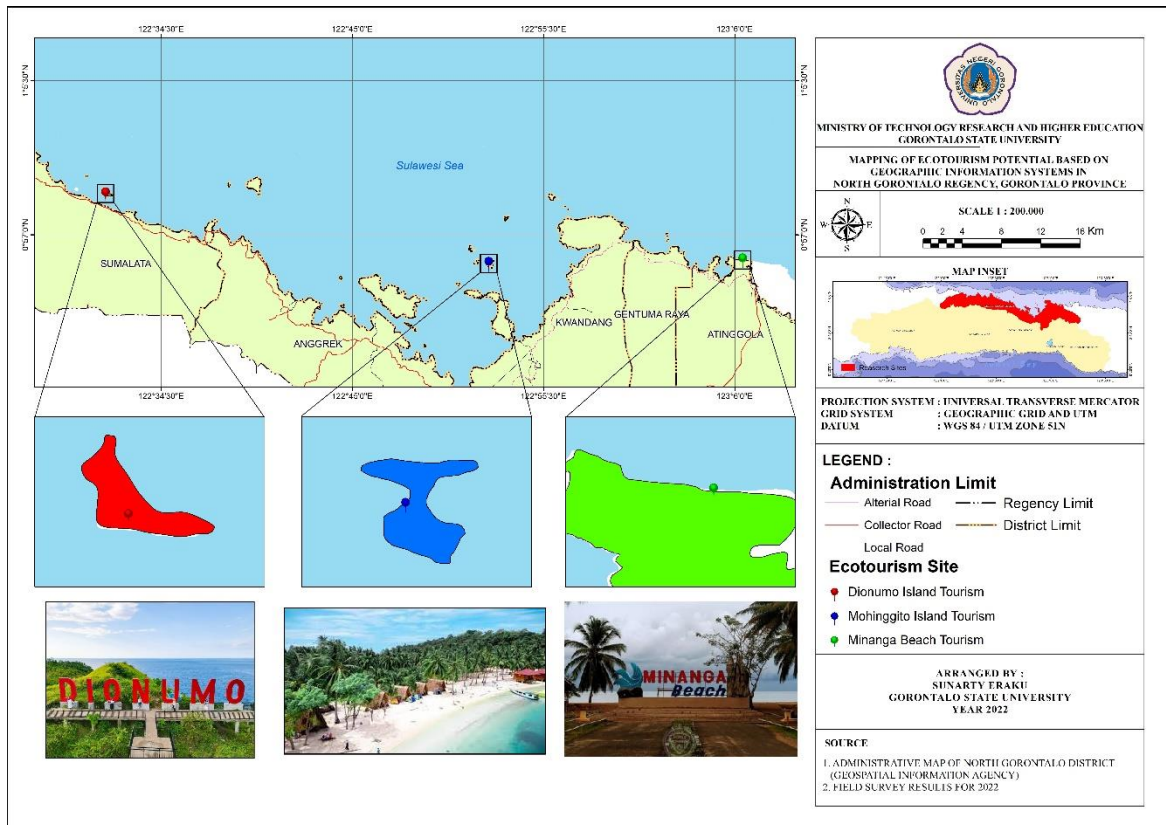 122°34'30"E 122°45'0"E 122°55'30"E 123°6'0"E
1°5'30"N 1°5'30"N
Sulawesi Sea
0°57'0"N 0°57'0"N
SUMALATA
ANGGREK
KWANDANG
GENTUMA RAYA
ATINGGOLA
122°34'30"E 122°45'0"E 122°55'30"E 123°6'0"E
DIONUMO
MINANGA
Beach
UNIVERSITAS NEGERI GORONTALO
MINISTRY OF TECHNOLOGY RESEARCH AND HIGHER EDUCATION
GORONTALO STATE UNIVERSITY
MAPPING OF ECOTOURISM POTENTIAL BASED ON
GEOGRAPHIC INFORMATION SYSTEMS IN
NORTH GORONTALO REGENCY, GORONTALO PROVINCE
N
W E
S
SCALE 1 : 200.000
0 2 4 8 12 16 Km
MAP INSET
Research Sites
PROJECTION SYSTEM : UNIVERSAL TRANSVERSE MERCATOR
GRID SYSTEM : GEOGRAPHIC GRID AND UTM
DATUM : WGS 84 / UTM ZONE 51N
LEGEND :
Administration Limit
Alterial Road Regency Limit
Collector Road District Limit
Local Road
Ecotourism Site
Dionumo Island Tourism
Mohinggito Island Tourism
Minanga Beach Tourism
ARRANGED BY :
SUNARTY ERAKU
GORONTALO STATE UNIVERSITY
YEAR 2022
SOURCE
1. ADMINISTRATIVE MAP OF NORTH GORONTALO DISTRICT
(GEOSPATIAL INFORMATION AGENCY)
2. FIELD SURVEY RESULTS FOR 2022